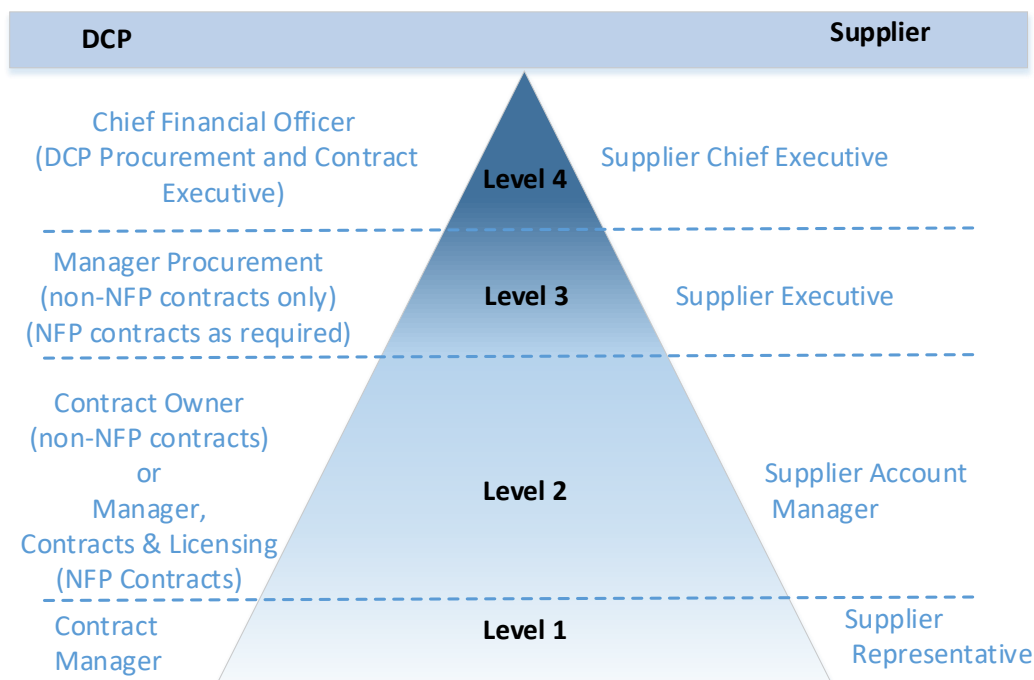 DCP
Supplier
Chief Financial Officer
(DCP Procurement and Contract
Executive)
Level 4
Supplier Chief Executive
Manager Procurement
(non-NFP contracts only)
(NFP contracts as required)
Level 3
Supplier Executive
Contract Owner
(non-NFP contracts)
or
Manager,
Contracts & Licensing
(NFP Contracts)
Level 2
Supplier Account
Manager
Contract
Manager
Level 1
Supplier
Representative